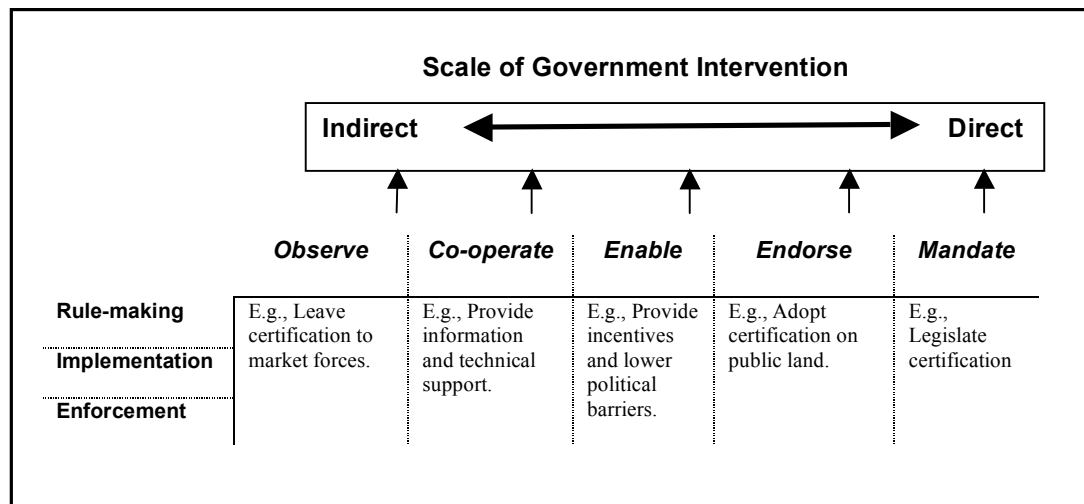 Scale of Government Intervention
Indirect Direct
Observe Co-operate Enable Endorse Mandate
Rule-making
Implementation
Enforcement
E.g., Leave
certification to
market forces.
E.g., Provide
information
and technical
support.
E.g., Provide
incentives
and lower
political
barriers.
E.g., Adopt
certification on
public land.
E.g.,
Legislate
certification